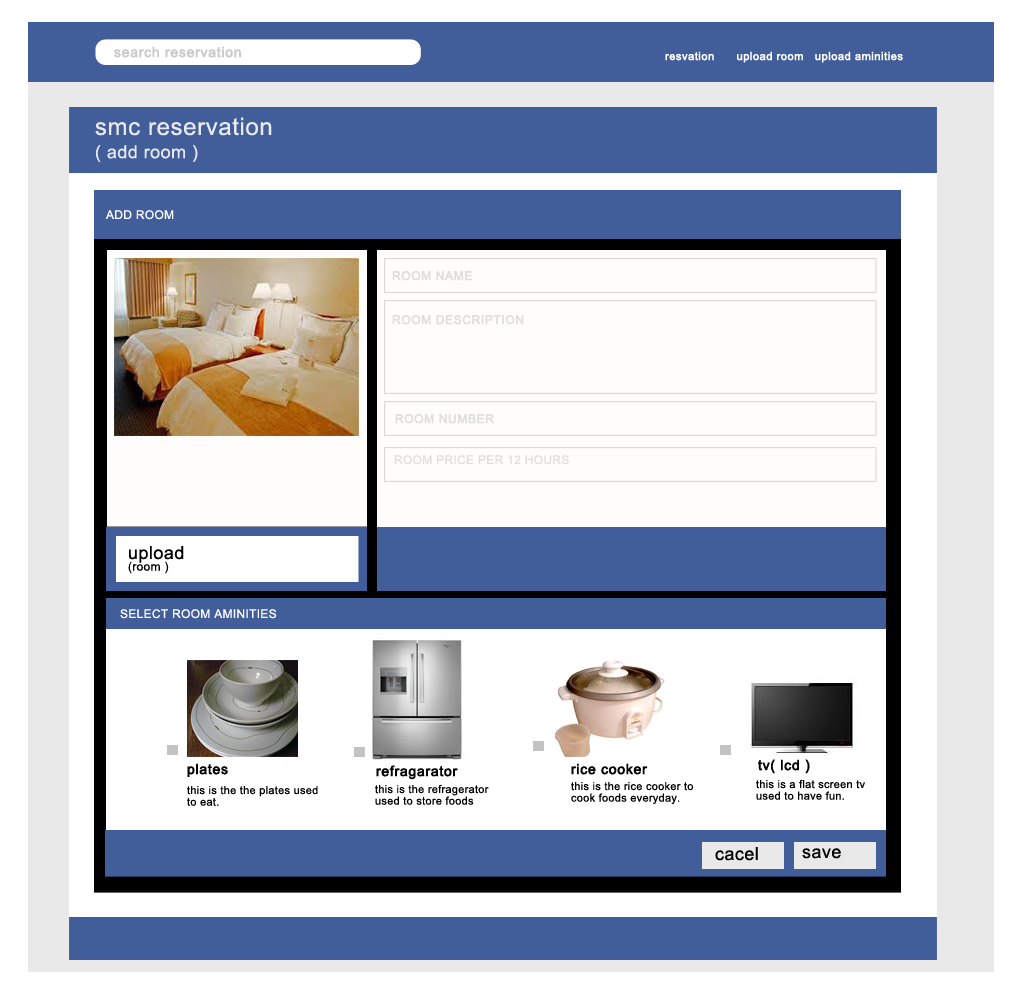 search reservation
resvation
upload room
upload aminities
smc reservation
( add room )
ADD ROOM
ROOM NAME
ROOM DESCRIPTION
ROOM NUMBER
ROOM PRICE PER 12 HOURS
upload
(room )
SELECT ROOM AMINITIES
plates
this is the the plates used
to eat.
refragarator
this is the refragerator
used to store foods
rice cooker
this is the rice cooker to
cook foods everyday.
tv( lcd )
this is a flat screen tv
used to have fun.
cacel
save